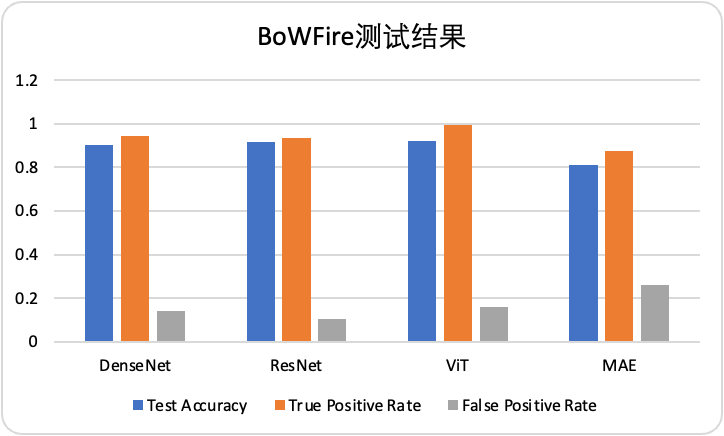 BoWFire测试结果
1.2
1
0.8
0.6
0.4
0.2
0
DenseNet ResNet ViT MAE
Test Accuracy True Positive Rate False Positive Rate